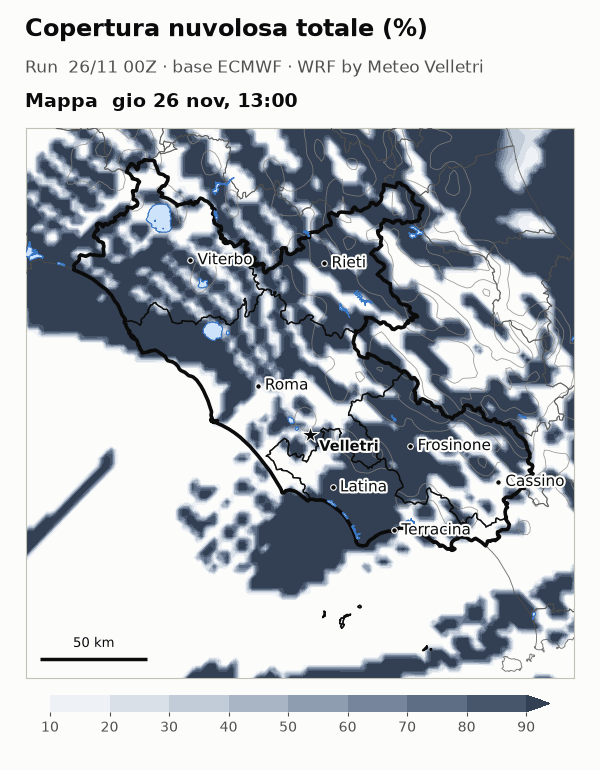 Copertura nuvolosa totale (%)
Run  26/11 00Z · base ECMWF · WRF by Meteo Velletri
Mappa  gio 26 nov, 13:00
Viterbo
Rieti
Roma
Velletri
Frosinone
Cassino
Latina
Terracina
50 km
10 20 30 40 50 60 70 80 90